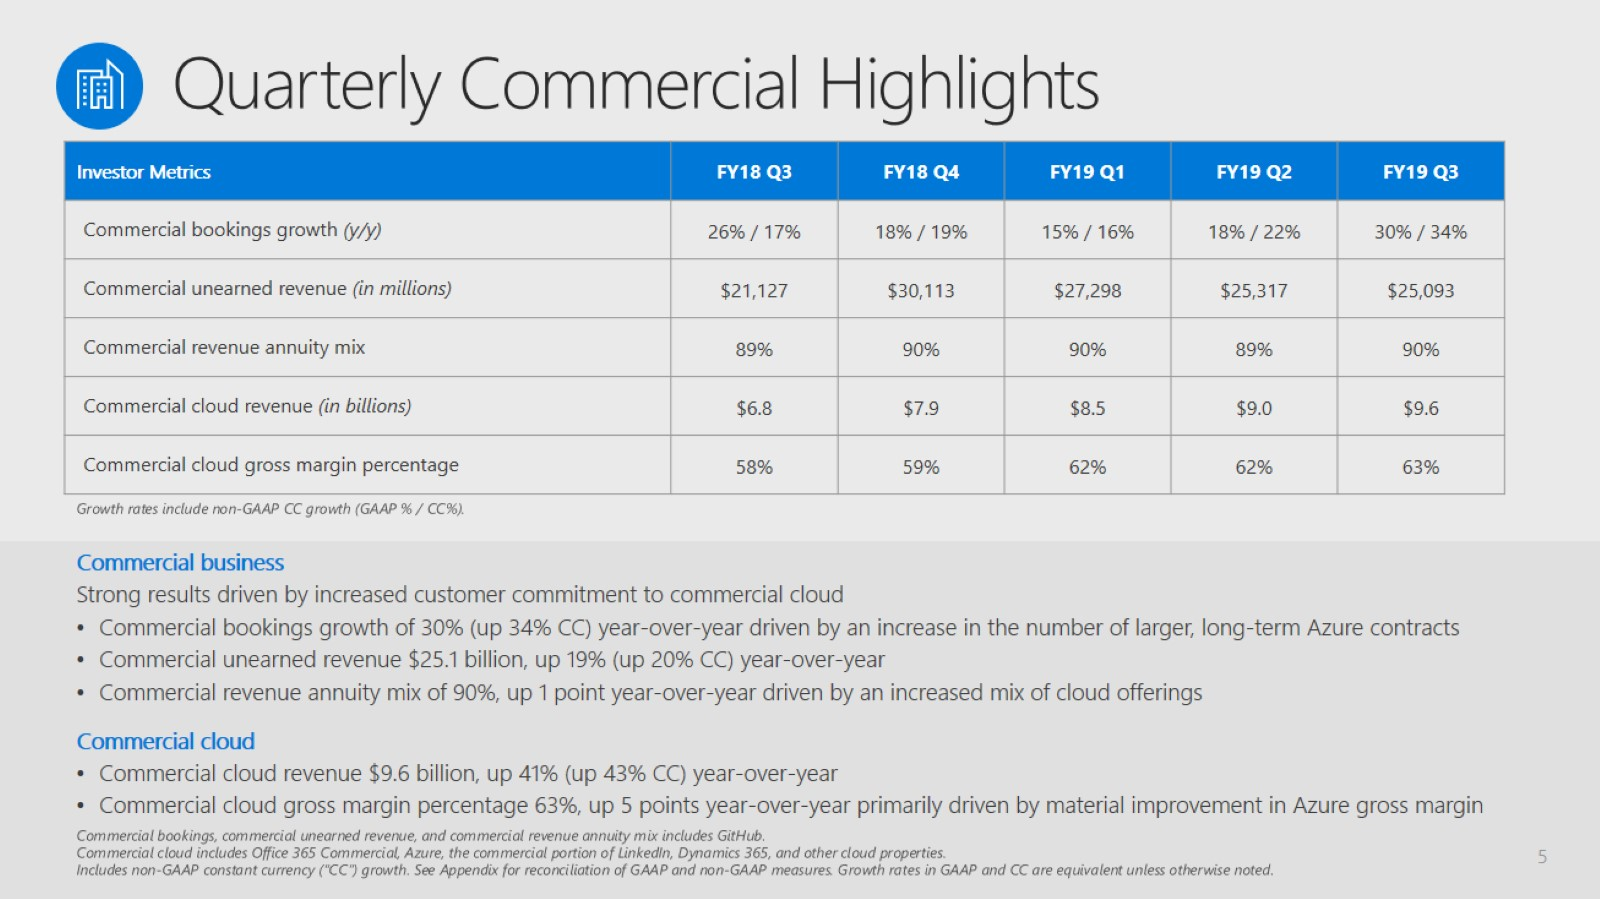 Quarterly Commercial Highlights
Investor Metrics FY18 Q3 FY18 Q4 FY19 Q1 FY19 Q2 FY19 Q3
Commercial bookings growth (y/y) 26% / 17% 18% / 19% 15% / 16% 18% / 22% 30% / 34%
Commercial unearned revenue (in millions) $21,127 $30,113 $27,298 $25,317 $25,093
Commercial revenue annuity mix 89% 90% 90% 89% 90%
Commercial cloud revenue (in billions) $6.8 $7.9 $8.5 $9.0 $9.6
Commercial cloud gross margin percentage 58% 59% 62% 62% 63%
Growth rates include non-GAAP CC growth (GAAP % / CC%).
Commercial business
Strong results driven by increased customer commitment to commercial cloud
• Commercial bookings growth of 30% (up 34% CC) year-over-year driven by an increase in the number of larger, long-term Azure contracts
• Commercial unearned revenue $25.1 billion, up 19% (up 20% CC) year-over-year
• Commercial revenue annuity mix of 90%, up 1 point year-over-year driven by an increased mix of cloud offerings
Commercial cloud
• Commercial cloud revenue $9.6 billion, up 41% (up 43% CC) year-over-year
• Commercial cloud gross margin percentage 63%, up 5 points year-over-year primarily driven by material improvement in Azure gross margin
Commercial bookings, commercial unearned revenue, and commercial revenue annuity mix includes GitHub.
Commercial cloud includes Office 365 Commercial, Azure, the commercial portion of LinkedIn, Dynamics 365, and other cloud properties.
Includes non-GAAP constant currency ("CC") growth. See Appendix for reconciliation of GAAP and non-GAAP measures. Growth rates in GAAP and CC are equivalent unless otherwise noted.
5